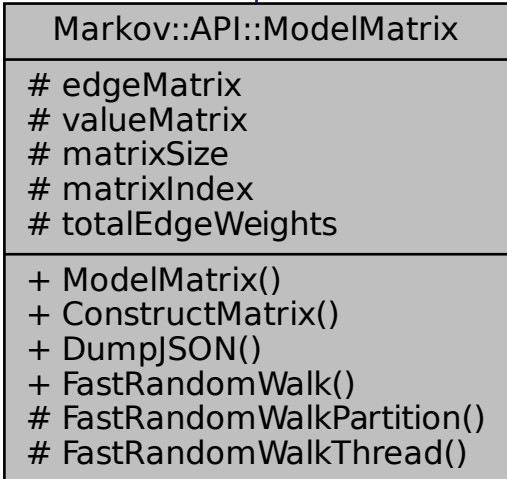 Markov::API::ModelMatrix
# edgeMatrix
# valueMatrix
# matrixSize
# matrixIndex
# totalEdgeWeights
+ ModelMatrix()
+ ConstructMatrix()
+ DumpJSON()
+ FastRandomWalk()
# FastRandomWalkPartition()
# FastRandomWalkThread()